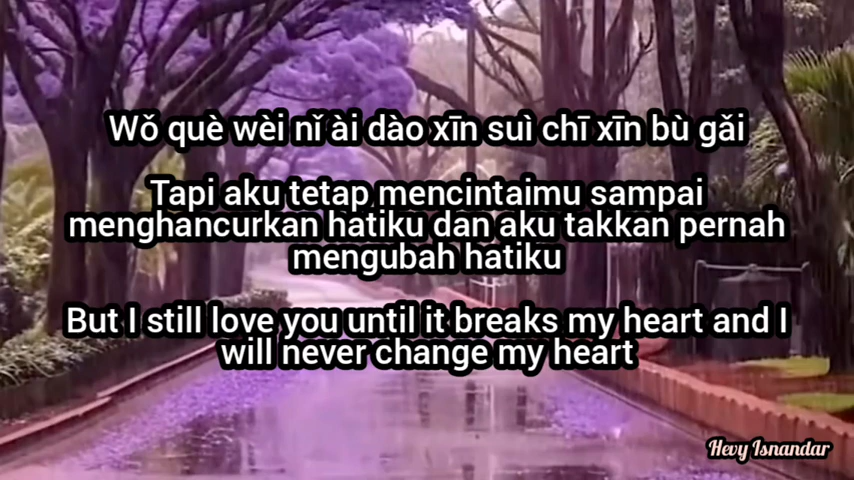 Wǒ què wèi nǐ ài dào xīn suì chī xīn bù gǎi
Tapi aku tetap mencintaimu sampai
menghancurkan hatiku dan aku takkan pernah
mengubah hatiku
But I still love you until it breaks my heart and I
will never change my heart
Hevy Isnandar